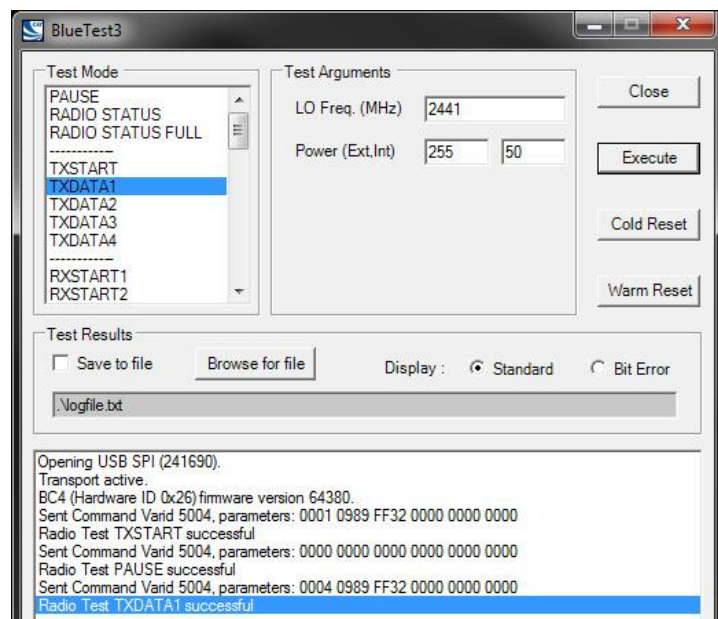 BlueTest3
Test Mode
PAUSE
RADIO STATUS
RADIO STATUS FULL
------------
TXSTART
TXDATA1
TXDATA2
TXDATA3
TXDATA4
------------
RXSTART1
RXSTART2
Test Arguments
LO Freq. (MHz) 2441
Power (Ext,Int) 255 50
Close
Execute
Cold Reset
Warm Reset
Test Results
Save to file Browse for file Display : Standard Bit Error
.\logfile.txt
Opening USB SPI (241690).
Transport active.
BC4 (Hardware ID 0x26) firmware version 64380.
Sent Command Varid 5004, parameters: 0001 0989 FF32 0000 0000 0000
Radio Test TXSTART successful
Sent Command Varid 5004, parameters: 0000 0000 0000 0000 0000 0000
Radio Test PAUSE successful
Sent Command Varid 5004, parameters: 0004 0989 FF32 0000 0000 0000
Radio Test TXDATA1 successful